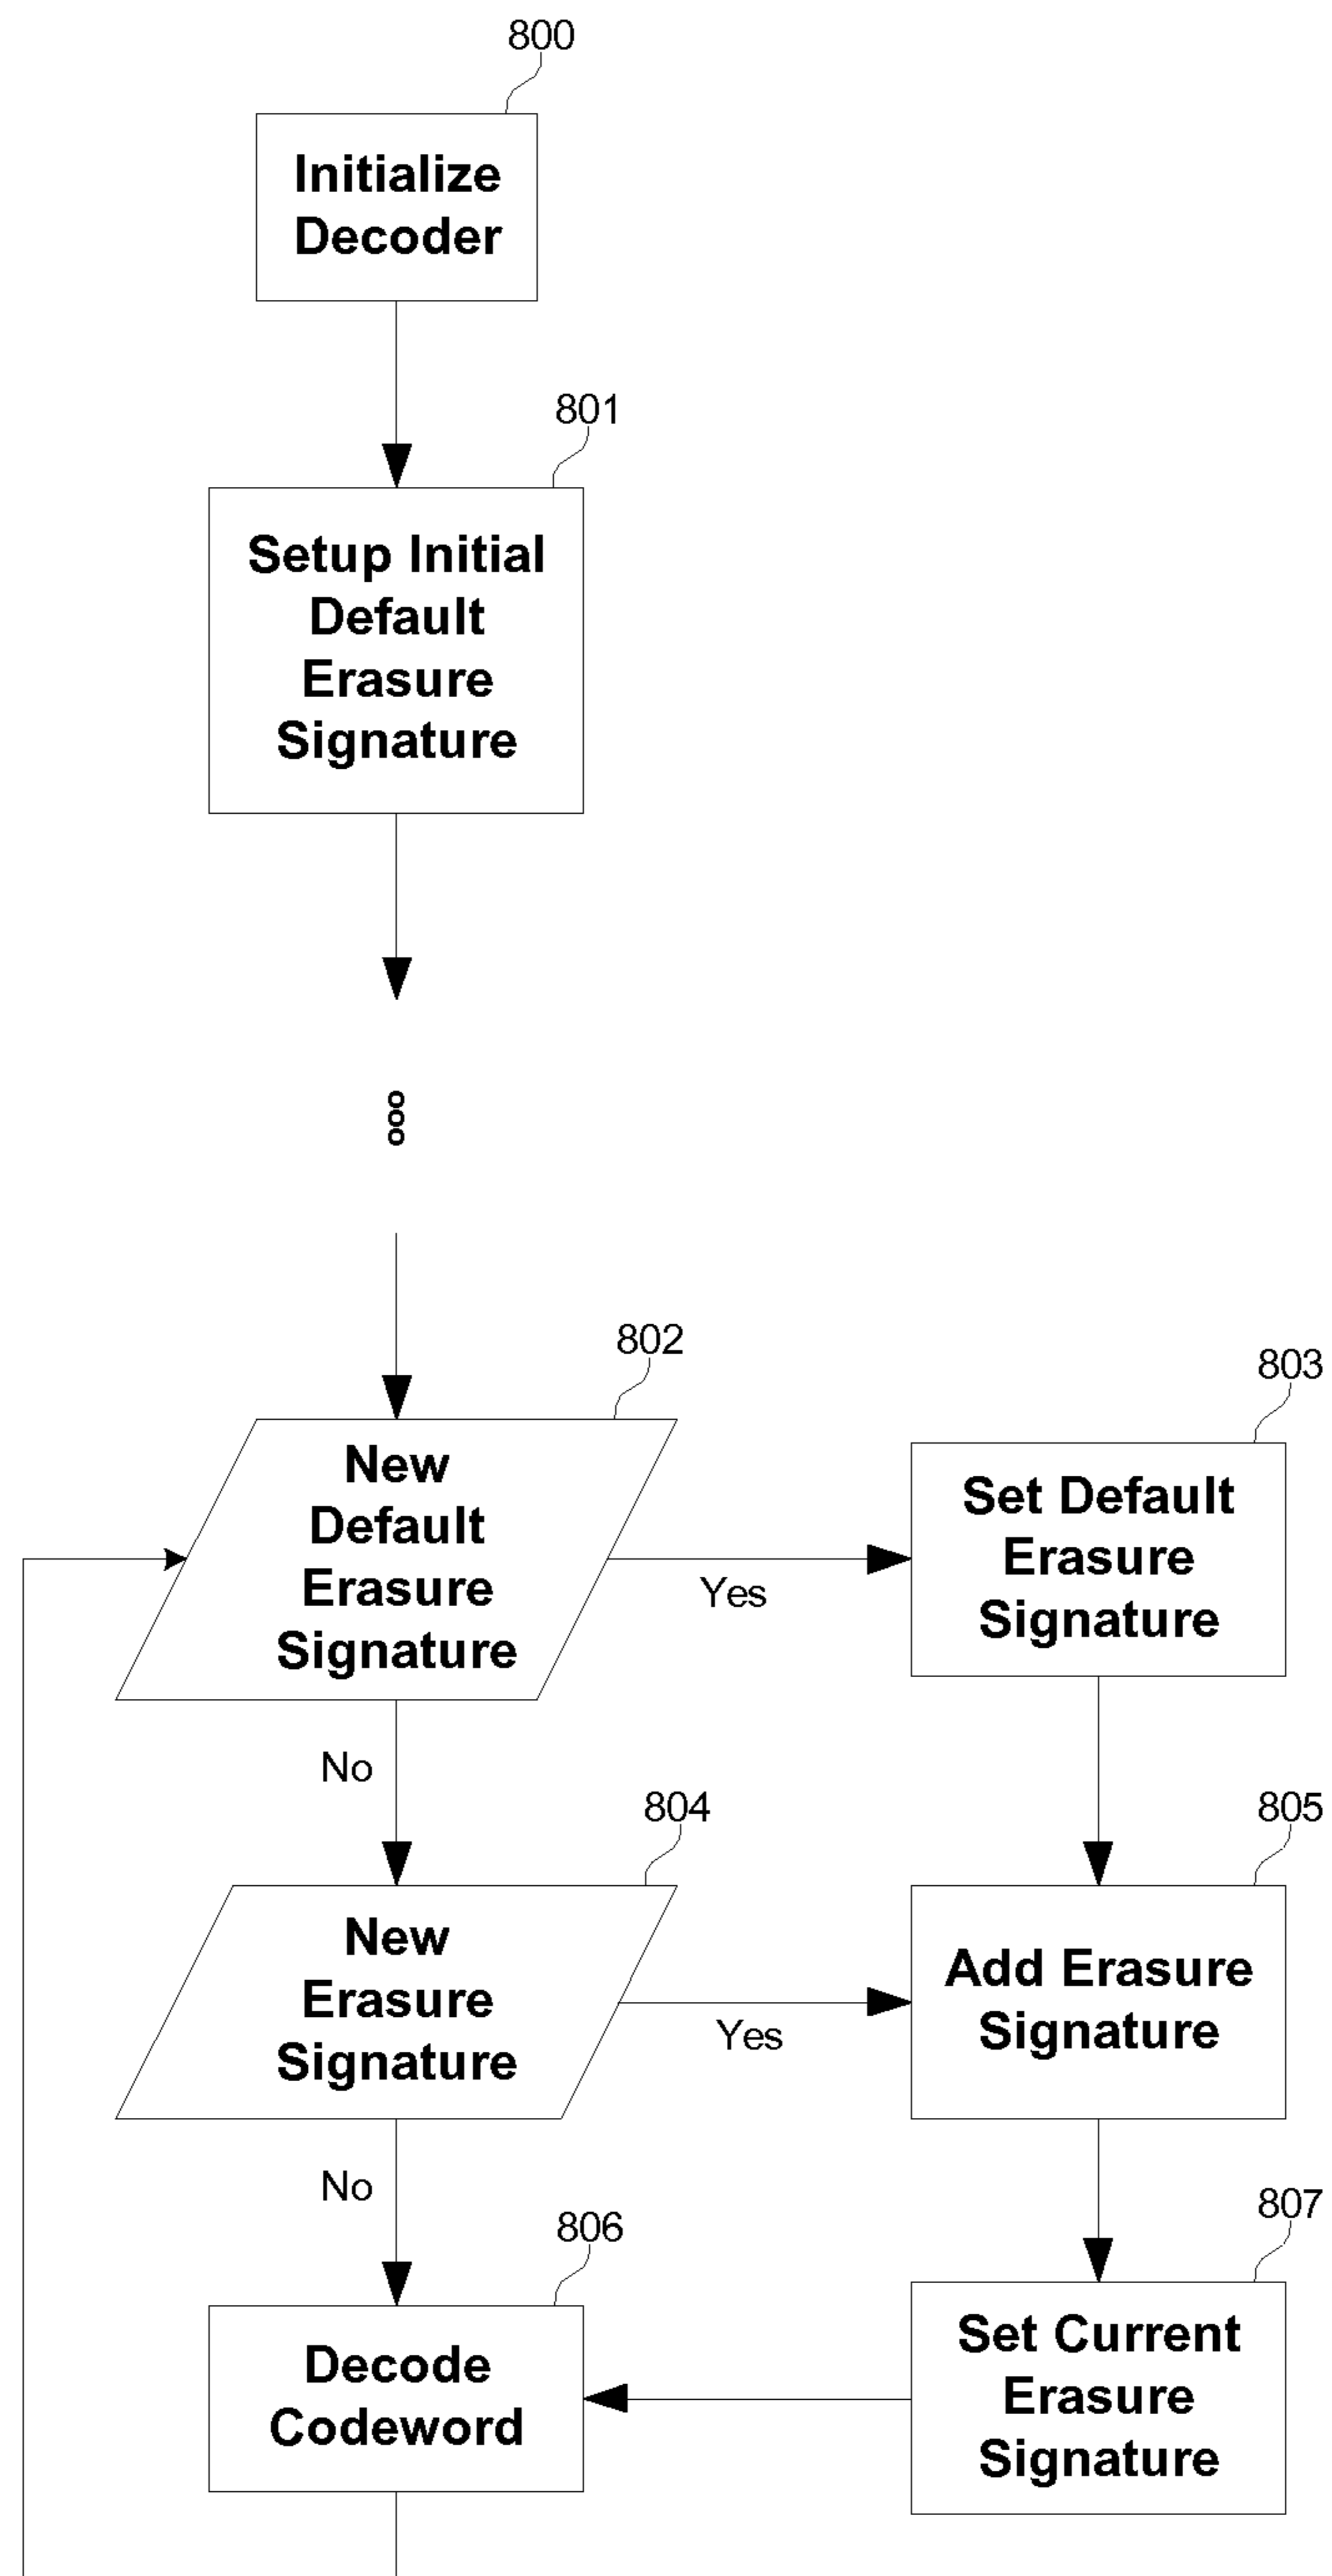 800
Initialize
Decoder
801
Setup Initial
Default
Erasure
Signature
802
New
Default
Erasure
Signature
Yes
803
Set Default
Erasure
Signature
No
804
New
Erasure
Signature
Yes
805
Add Erasure
Signature
No
806
Decode
Codeword
807
Set Current
Erasure
Signature